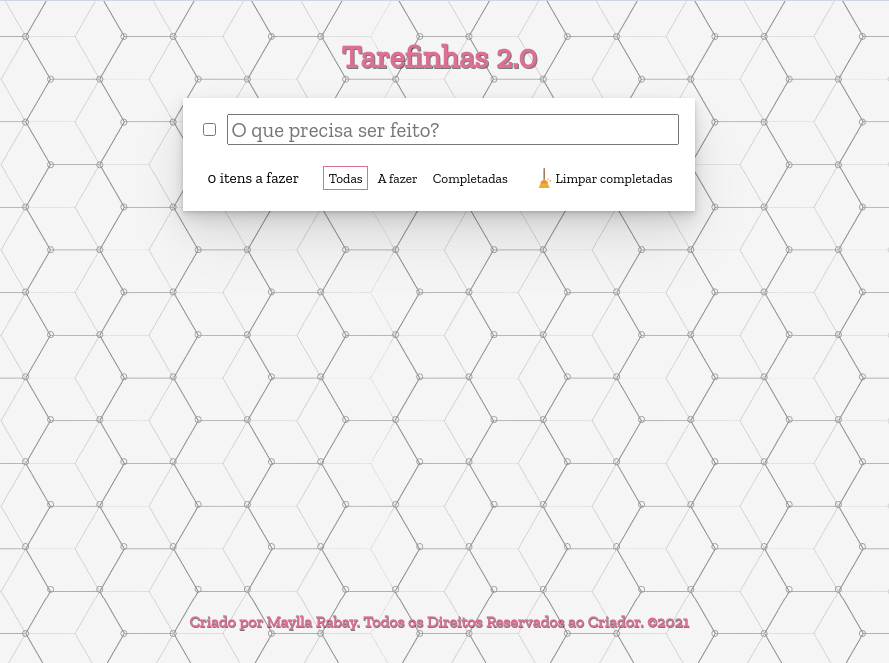 Tarefinhas 2.0
O que precisa ser feito?
0 itens a fazer Todas A fazer Completadas Limpar completadas
Criado por Maylla Rabay. Todos os Direitos Reservados ao Criador. ©2021